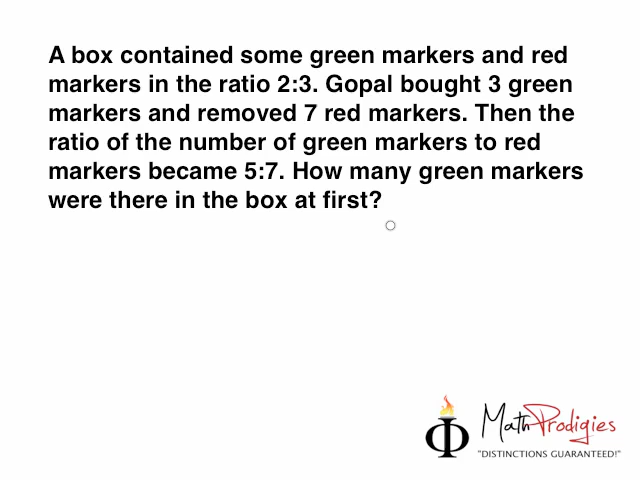 A box contained some green markers and red
markers in the ratio 2:3. Gopal bought 3 green
markers and removed 7 red markers. Then the
ratio of the number of green markers to red
markers became 5:7. How many green markers
were there in the box at first?
Φ MathProdigies
"DISTINCTIONS GUARANTEED!"